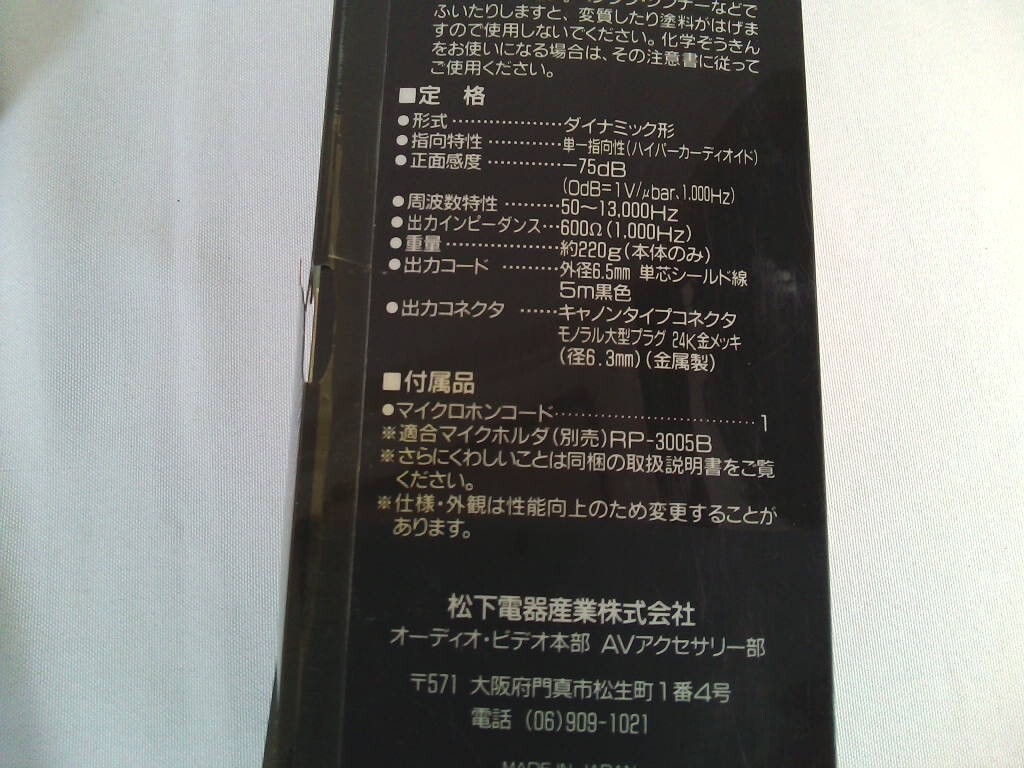 ふいたりしますと、変質したり塗料がはげま
すので使用しないでください。化学ぞうきん
をお使いになる場合は、その注意書に従って
ご使用ください。
■定　格
●形式………………ダイナミック形
●指向特性…………単一指向性(ハイパーカーディオイド)
●正面感度…………−75dB
(0dB=1V/μbar、1,000Hz)
●周波数特性………50〜13,000Hz
●出力インピーダンス…600Ω(1,000Hz)
●重量………………約220g(本体のみ)
●出力コード………外径6.5mm 単芯シールド線
5m黒色
●出力コネクタ……キャノンタイプコネクタ
モノラル大型プラグ 24K金メッキ
(径6.3mm)(金属製)
■付属品
●マイクロホンコード…………………………1
※適合マイクホルダ(別売)RP-3005B
※さらにくわしいことは同梱の取扱説明書をご覧
ください。
※仕様・外観は性能向上のため変更することが
あります。
松下電器産業株式会社
オーディオ・ビデオ本部 AVアクセサリー部
〒571 大阪府門真市松生町1番4号
電話 (06)909-1021
MADE IN JAPAN